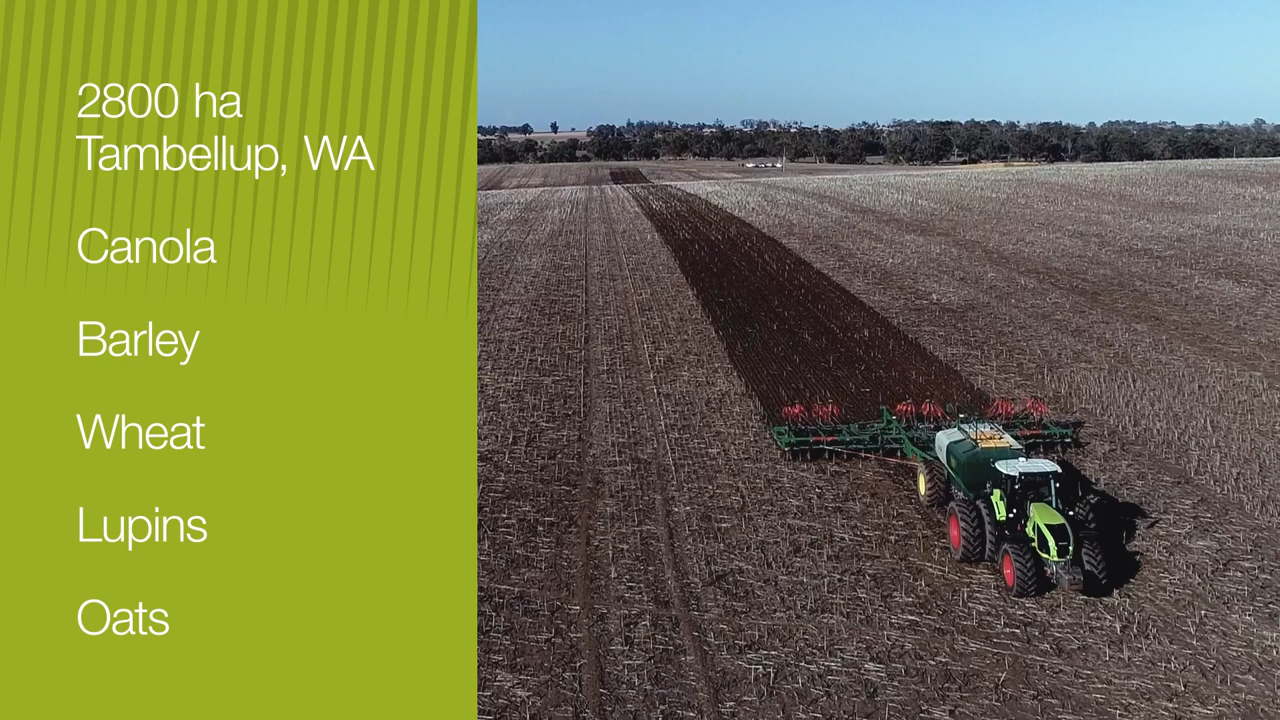 2800 ha
Tambellup, WA
Canola
Barley
Wheat
Lupins
Oats